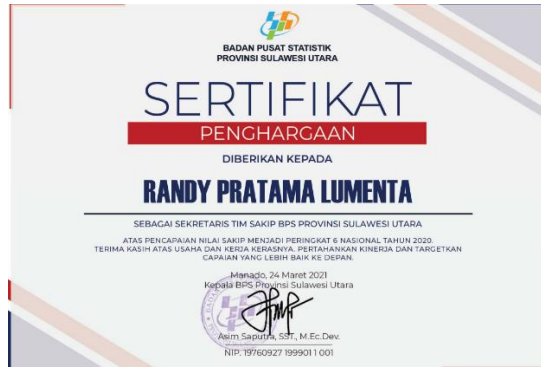 BADAN PUSAT STATISTIK
PROVINSI SULAWESI UTARA
SERTIFIKAT
PENGHARGAAN
DIBERIKAN KEPADA
RANDY PRATAMA LUMENTA
SEBAGAI SEKRETARIS TIM SAKIP BPS PROVINSI SULAWESI UTARA
ATAS PENCAPAIAN NILAI SAKIP MENJADI PERINGKAT 6 NASIONAL TAHUN 2020.
TERIMA KASIH ATAS USAHA DAN KERJA KERASNYA. PERTAHANKAN KINERJA DAN TARGETKAN
CAPAIAN YANG LEBIH BAIK KE DEPAN.
Manado, 24 Maret 2021
Kepala BPS Provinsi Sulawesi Utara
Asim Saputra, SST., M.Ec.Dev.
NIP. 19760927 199901 1 001